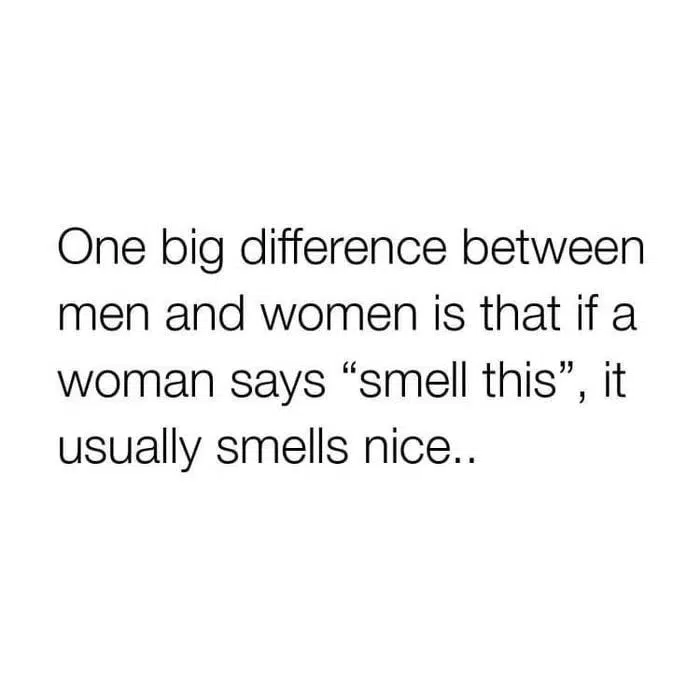 One big difference between
men and women is that if a
woman says “smell this”, it
usually smells nice..